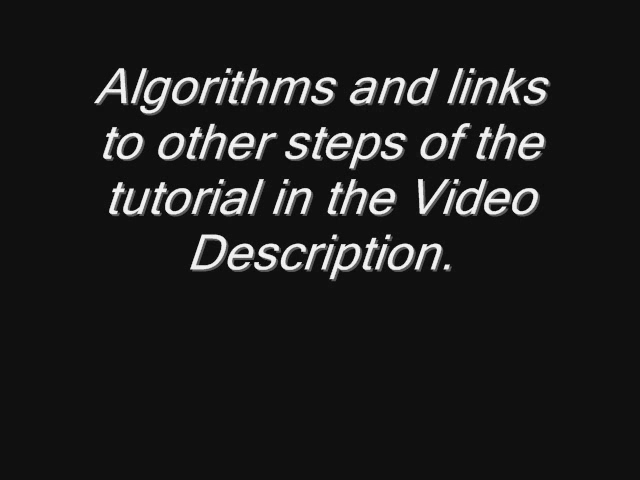 Algorithms and links
to other steps of the
tutorial in the Video
Description.